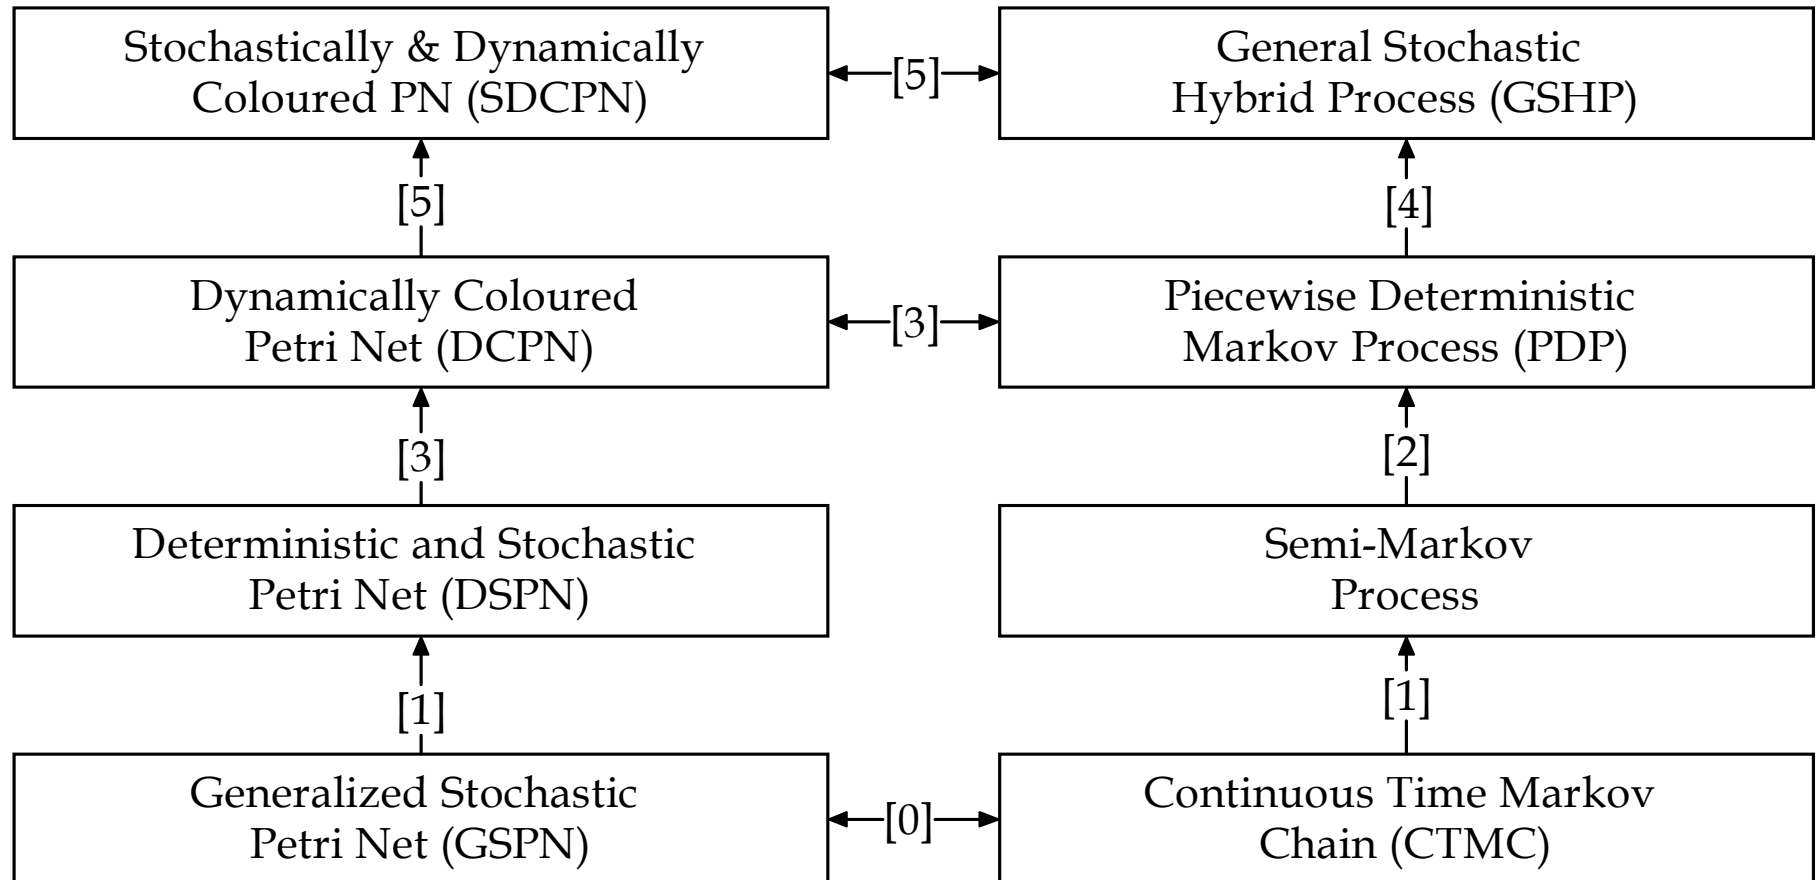 Stochastically & Dynamically
Coloured PN (SDCPN)
[5]
General Stochastic
Hybrid Process (GSHP)
[5]
[4]
Dynamically Coloured
Petri Net (DCPN)
[3]
Piecewise Deterministic
Markov Process (PDP)
[3]
[2]
Deterministic and Stochastic
Petri Net (DSPN)
Semi-Markov
Process
[1]
[1]
Generalized Stochastic
Petri Net (GSPN)
[0]
Continuous Time Markov
Chain (CTMC)